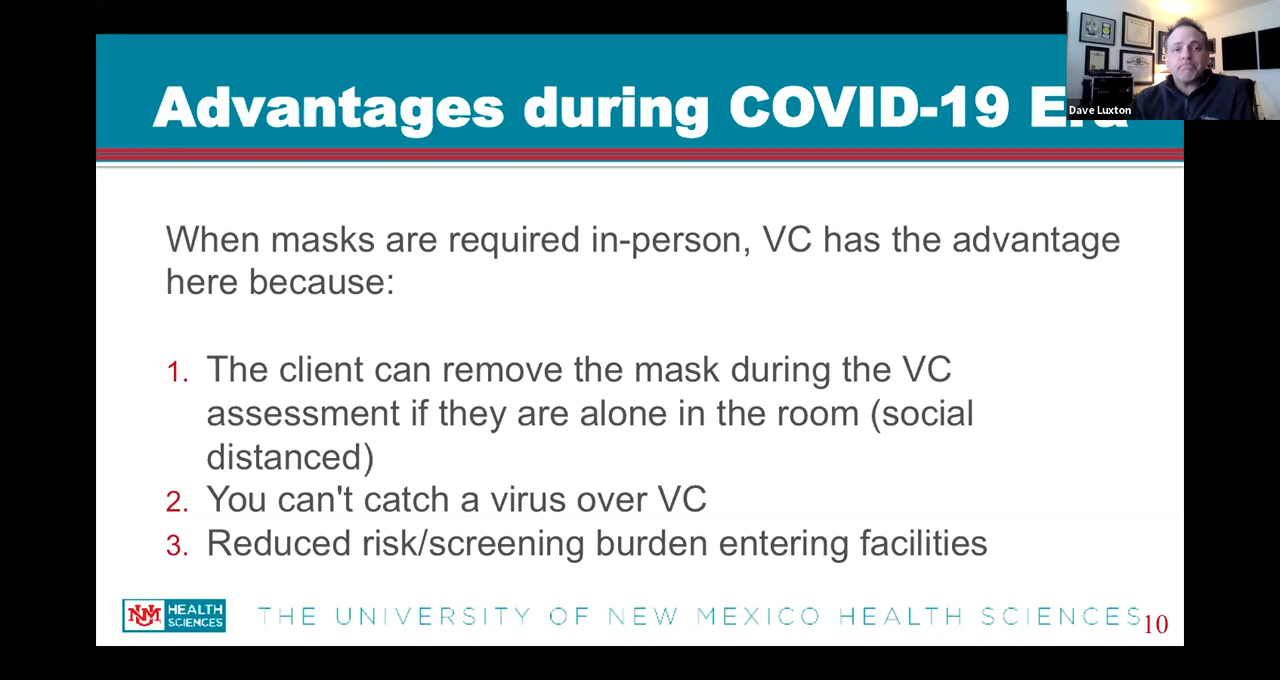 Advantages during COVID-19 Era
Dave Luxton
When masks are required in-person, VC has the advantage
here because:
1. The client can remove the mask during the VC
assessment if they are alone in the room (social
distanced)
2. You can't catch a virus over VC
3. Reduced risk/screening burden entering facilities
UNM
HEALTH
SCIENCES
THE UNIVERSITY OF NEW MEXICO HEALTH SCIENCES
10